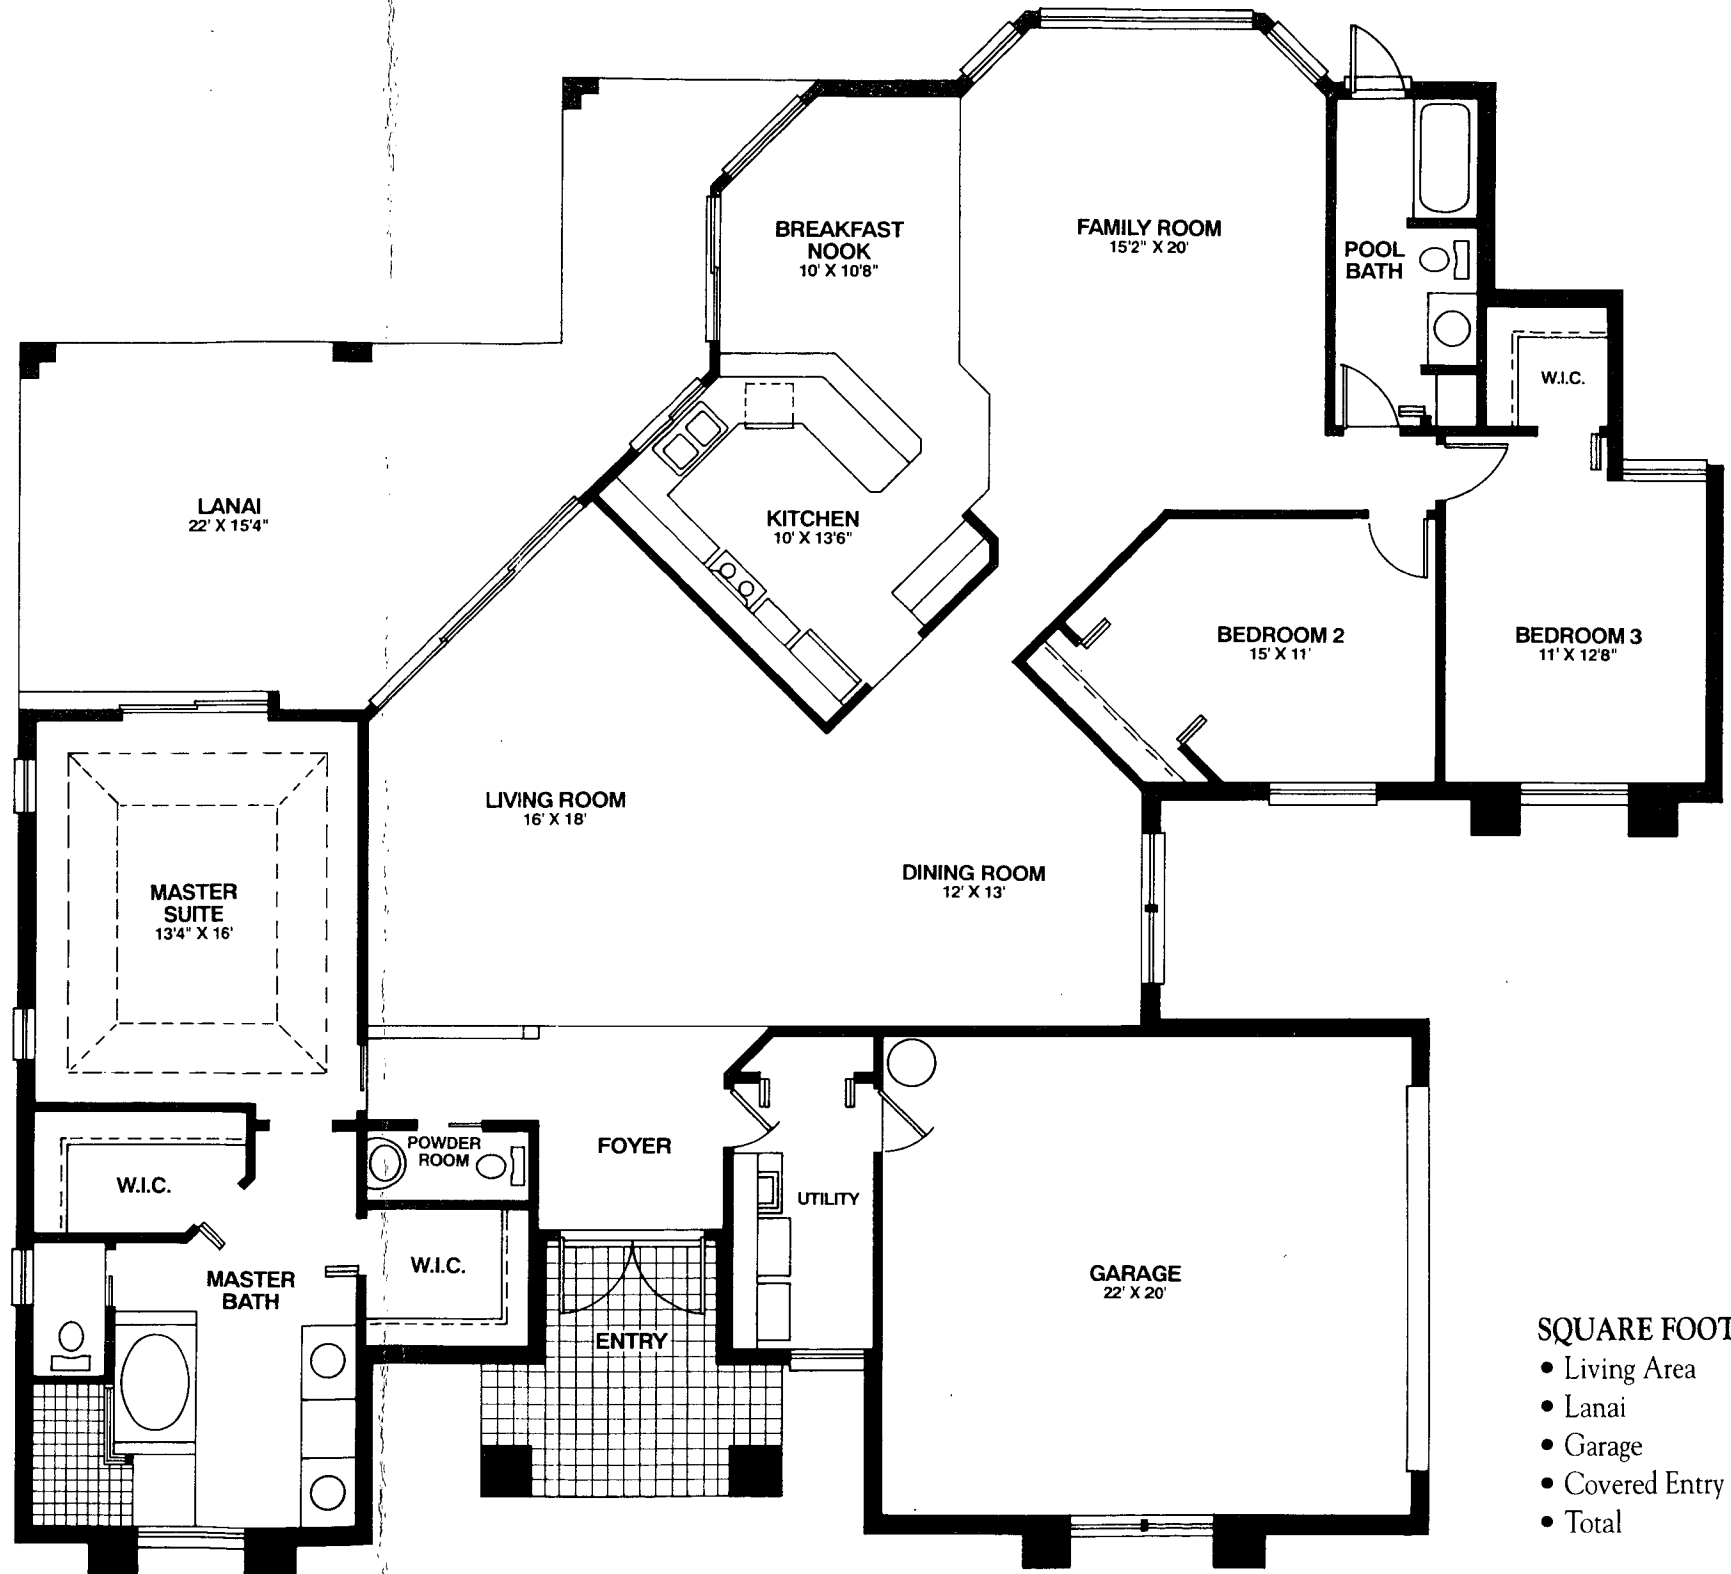 BREAKFAST
NOOK
10' X 10'8"
FAMILY ROOM
15'2" X 20'
POOL
BATH
W.I.C.
LANAI
22' X 15'4"
KITCHEN
10' X 13'6"
BEDROOM 2
15' X 11'
BEDROOM 3
11' X 12'8"
LIVING ROOM
16' X 18'
DINING ROOM
12' X 13'
MASTER
SUITE
13'4" X 16'
POWDER
ROOM
FOYER
W.I.C.
UTILITY
W.I.C.
MASTER
BATH
GARAGE
22' X 20'
ENTRY
SQUARE FOOT
• Living Area
• Lanai
• Garage
• Covered Entry
• Total